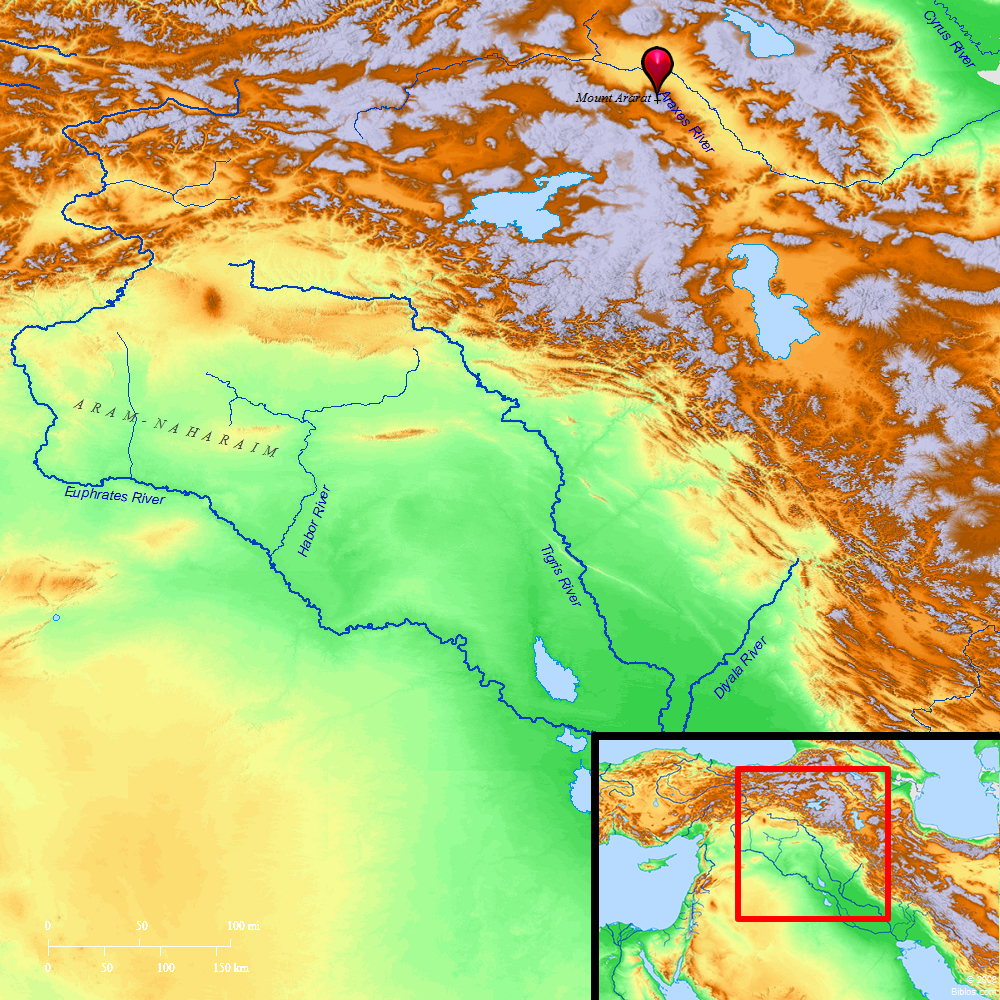 Cyrus River
Mount Ararat
Araxes River
ARAM-NAHARAIM
Euphrates River
Habor River
Tigris River
Diyala River
0 50 100 mi
0 50 100 150 km
Biblos.com